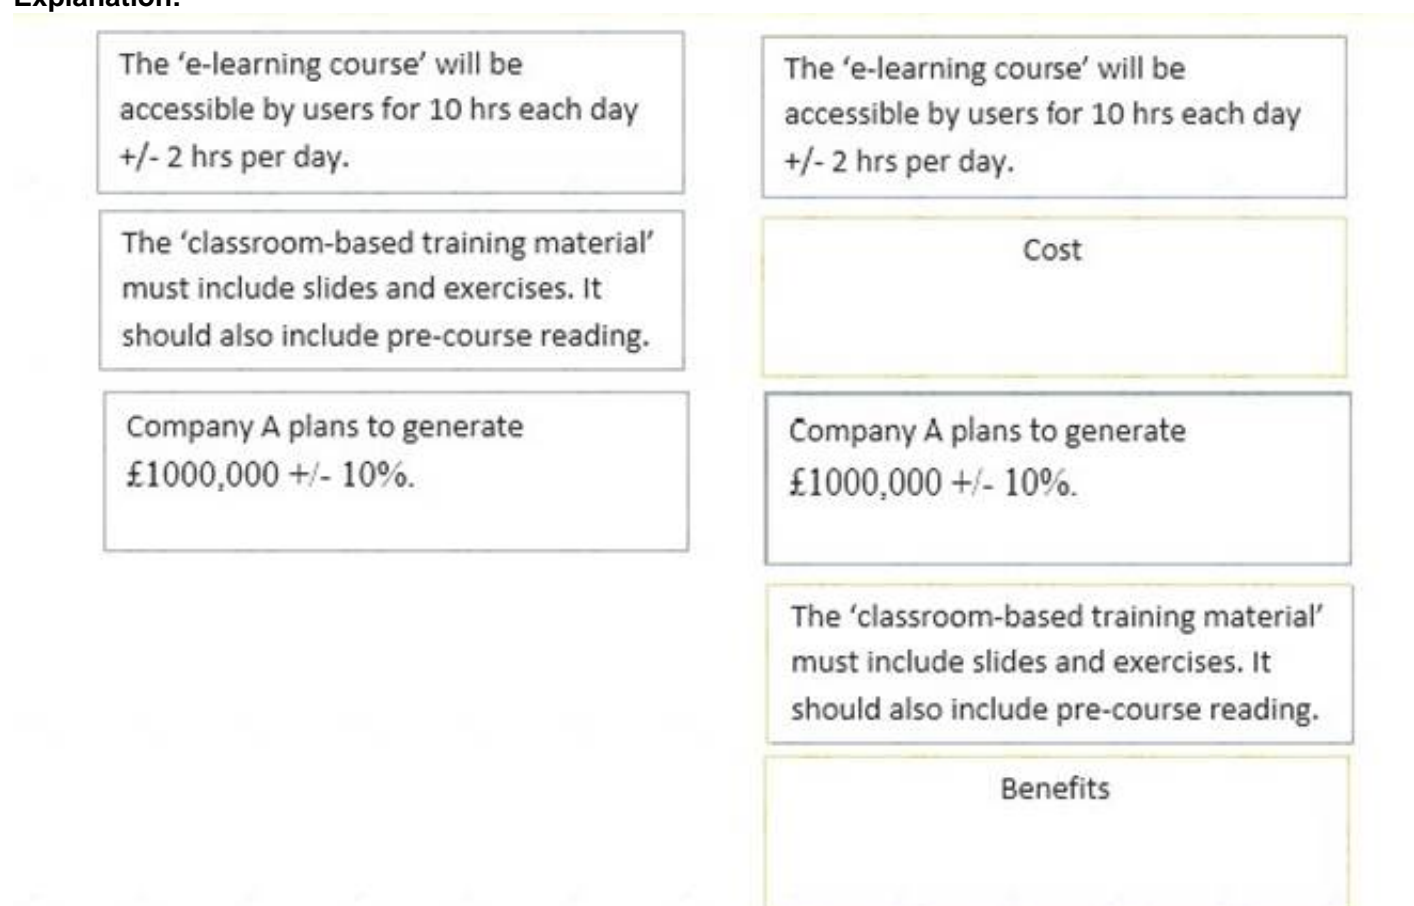 Explanation:
The ‘e-learning course’ will be
accessible by users for 10 hrs each day
+/- 2 hrs per day.
The ‘classroom-based training material’
must include slides and exercises. It
should also include pre-course reading.
Company A plans to generate
£1000,000 +/- 10%.
The ‘e-learning course’ will be
accessible by users for 10 hrs each day
+/- 2 hrs per day.
Cost
Company A plans to generate
£1000,000 +/- 10%.
The ‘classroom-based training material’
must include slides and exercises. It
should also include pre-course reading.
Benefits